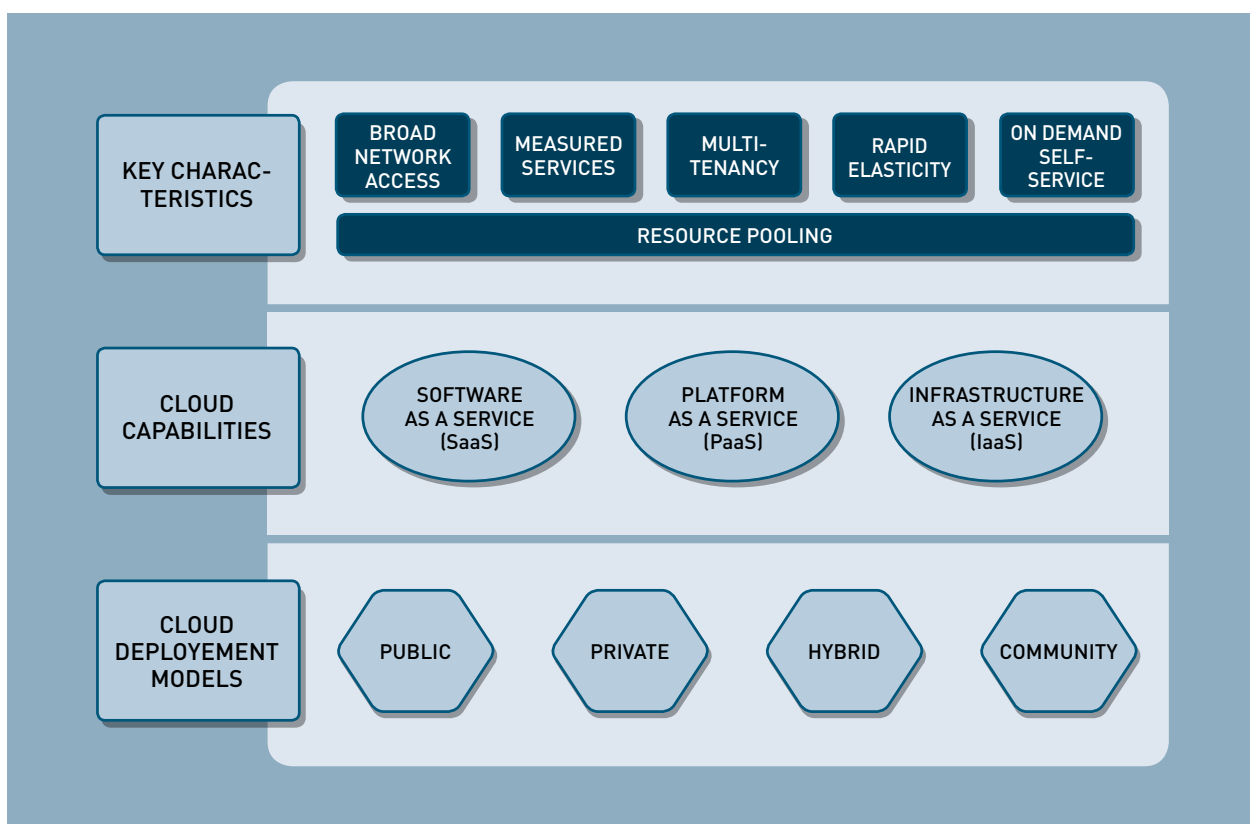 KEY CHARAC-
TERISTICS
BROAD
NETWORK
ACCESS
MEASURED
SERVICES
MULTI-
TENANCY
RAPID
ELASTICITY
ON DEMAND
SELF-
SERVICE
RESOURCE POOLING
CLOUD
CAPABILITIES
SOFTWARE
AS A SERVICE
(SaaS)
PLATFORM
AS A SERVICE
(PaaS)
INFRASTRUCTURE
AS A SERVICE
(IaaS)
CLOUD
DEPLOYEMENT
MODELS
PUBLIC
PRIVATE
HYBRID
COMMUNITY